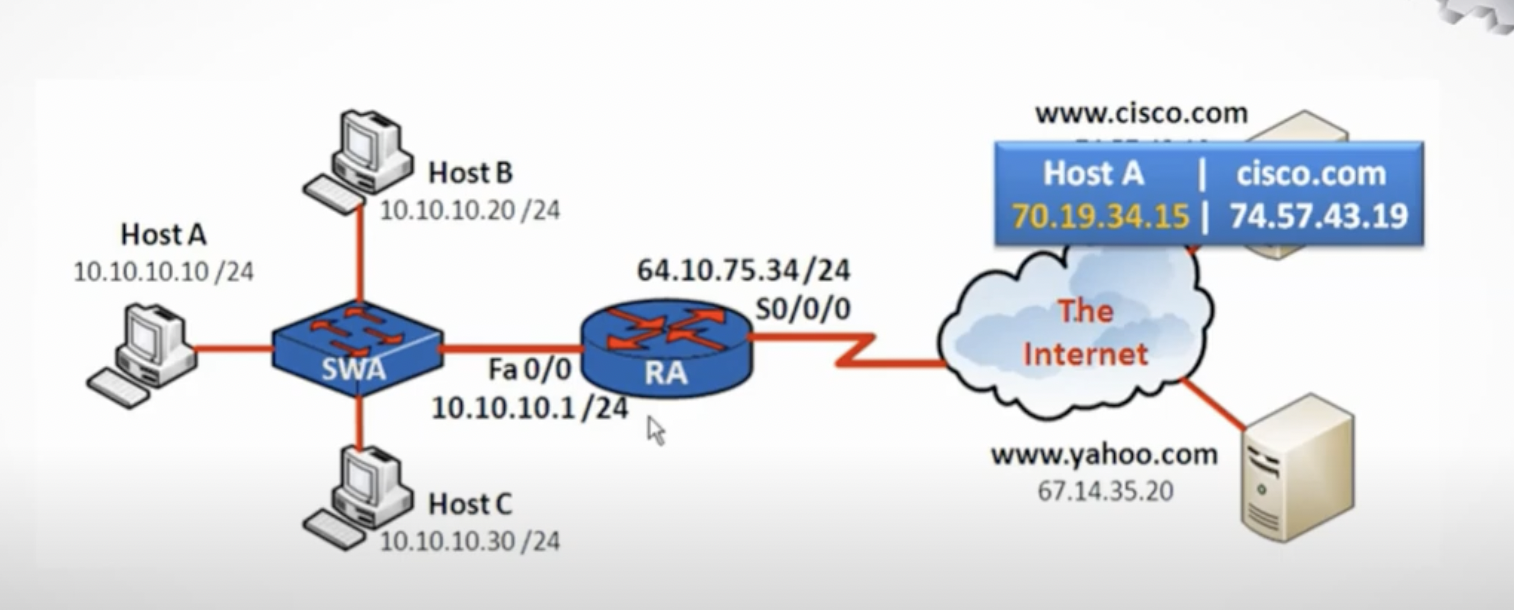 www.cisco.com
Host A | cisco.com
70.19.34.15 | 74.57.43.19
Host B
10.10.10.20 /24
Host A
10.10.10.10 /24
64.10.75.34 /24
S0/0/0
The
Internet
SWA
Fa 0/0
RA
10.10.10.1 /24
www.yahoo.com
67.14.35.20
Host C
10.10.10.30 /24